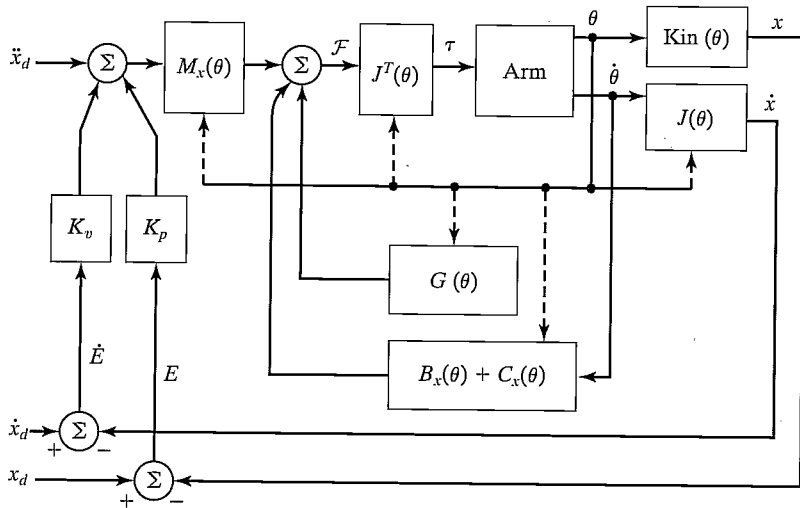 θ
x
ẍ_d
Σ
M_x(θ)
Σ
ℱ
J^T(θ)
τ
Arm
Kin (θ)
θ̇
J(θ)
ẋ
K_v
K_p
G (θ)
Ė
E
B_x(θ) + C_x(θ)
ẋ_d
+
Σ
−
x_d
+
Σ
−